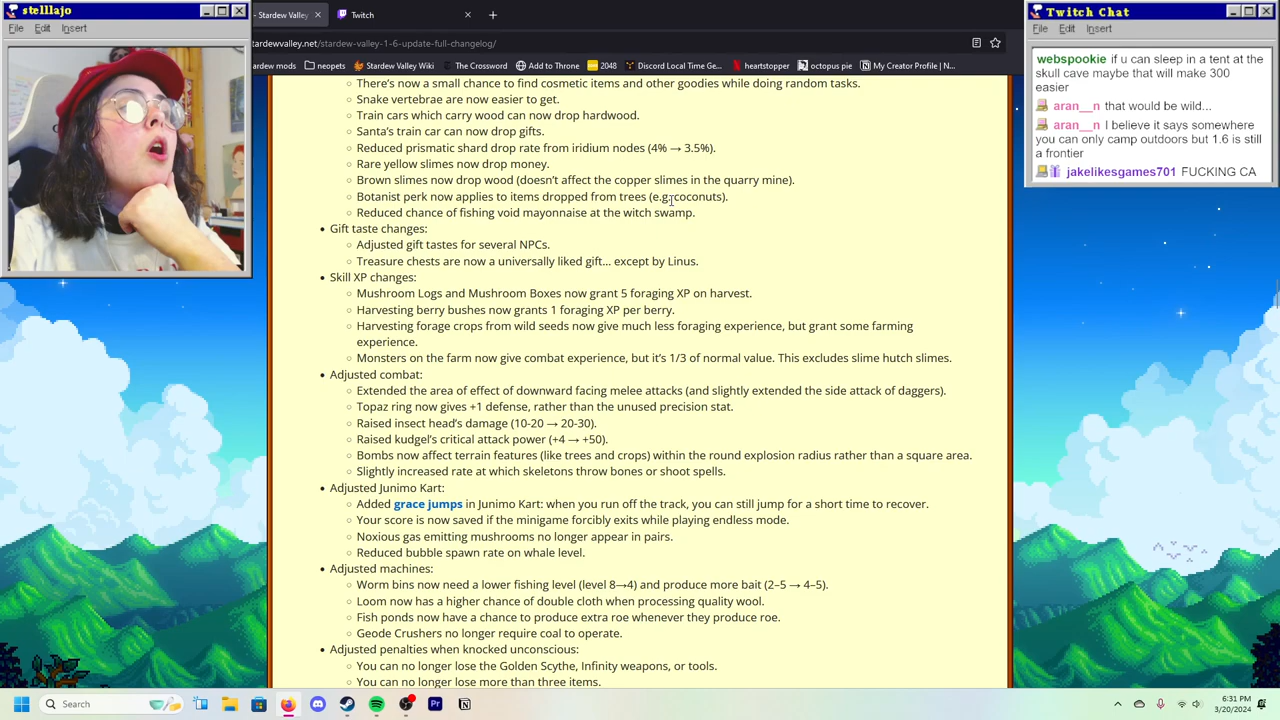 stelllajo
File Edit Insert
Stardew Valley
Twitch
tardewvalley.net/stardew-valley-1-6-update-full-changelog/
ardew mods neopets Stardew Valley Wiki The Crossword Add to Throne 2048 Discord Local Time Ge... heartstopper octopus pie My Creator Profile | N...
There's now a small chance to find cosmetic items and other goodies while doing random tasks.
Snake vertebrae are now easier to get.
Train cars which carry wood can now drop hardwood.
Santa's train car can now drop gifts.
Reduced prismatic shard drop rate from iridium nodes (4% → 3.5%).
Rare yellow slimes now drop money.
Brown slimes now drop wood (doesn't affect the copper slimes in the quarry mine).
Botanist perk now applies to items dropped from trees (e.g. coconuts).
Reduced chance of fishing void mayonnaise at the witch swamp.
Gift taste changes:
Adjusted gift tastes for several NPCs.
Treasure chests are now a universally liked gift... except by Linus.
Skill XP changes:
Mushroom Logs and Mushroom Boxes now grant 5 foraging XP on harvest.
Harvesting berry bushes now grants 1 foraging XP per berry.
Harvesting forage crops from wild seeds now give much less foraging experience, but grant some farming
experience.
Monsters on the farm now give combat experience, but it's 1/3 of normal value. This excludes slime hutch slimes.
Adjusted combat:
Extended the area of effect of downward facing melee attacks (and slightly extended the side attack of daggers).
Topaz ring now gives +1 defense, rather than the unused precision stat.
Raised insect head's damage (10-20 → 20-30).
Raised kudgel's critical attack power (+4 → +50).
Bombs now affect terrain features (like trees and crops) within the round explosion radius rather than a square area.
Slightly increased rate at which skeletons throw bones or shoot spells.
Adjusted Junimo Kart:
Added grace jumps in Junimo Kart: when you run off the track, you can still jump for a short time to recover.
Your score is now saved if the minigame forcibly exits while playing endless mode.
Noxious gas emitting mushrooms no longer appear in pairs.
Reduced bubble spawn rate on whale level.
Adjusted machines:
Worm bins now need a lower fishing level (level 8→4) and produce more bait (2–5 → 4–5).
Loom now has a higher chance of double cloth when processing quality wool.
Fish ponds now have a chance to produce extra roe whenever they produce roe.
Geode Crushers no longer require coal to operate.
Adjusted penalties when knocked unconscious:
You can no longer lose the Golden Scythe, Infinity weapons, or tools.
You can no longer lose more than three items.
Twitch Chat
File Edit Insert
webspookie if u can sleep in a tent at the
skull cave maybe that will make 300
easier
aran__n that would be wild...
aran__n I believe it says somewhere
you can only camp outdoors but 1.6 is still
a frontier
jakelikesgames701 FUCKING CA
Search
6:31 PM
3/20/2024